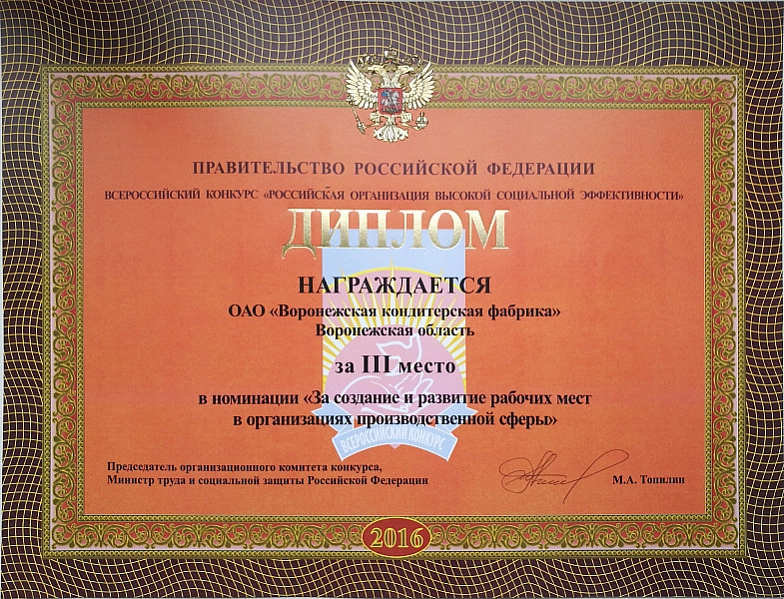 ПРАВИТЕЛЬСТВО РОССИЙСКОЙ ФЕДЕРАЦИИ
ВСЕРОССИЙСКИЙ КОНКУРС «РОССИЙСКАЯ ОРГАНИЗАЦИЯ ВЫСОКОЙ СОЦИАЛЬНОЙ ЭФФЕКТИВНОСТИ»
ДИПЛОМ
НАГРАЖДАЕТСЯ
ОАО «Воронежская кондитерская фабрика»
Воронежская область
за III место
в номинации «За создание и развитие рабочих мест
в организациях производственной сферы»
ВСЕРОССИЙСКИЙ КОНКУРС
Председатель организационного комитета конкурса,
Министр труда и социальной защиты Российской Федерации
М.А. Топилин
2016